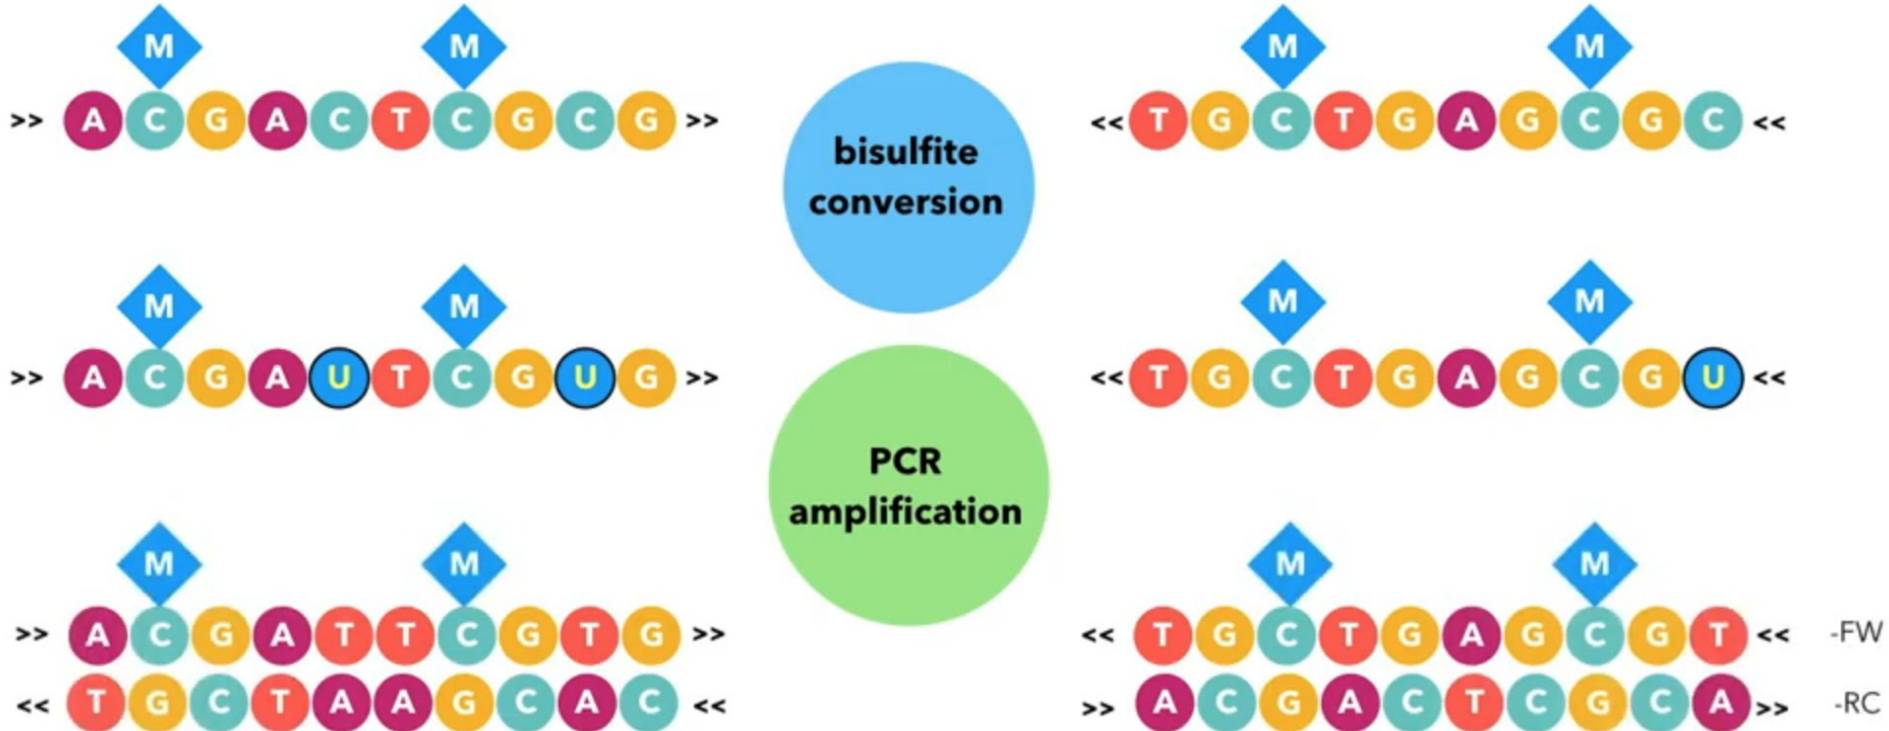 M M M M
>> A C G A C T C G C G >> << T G C T G A G C G C <<
bisulfite
conversion
M M M M
>> A C G A U T C G U G >> << T G C T G A G C G U <<
PCR
amplification
M M M M
>> A C G A T T C G T G >> << T G C T G A G C G T << -FW
<< T G C T A A G C A C << >> A C G A C T C G C A >> -RC